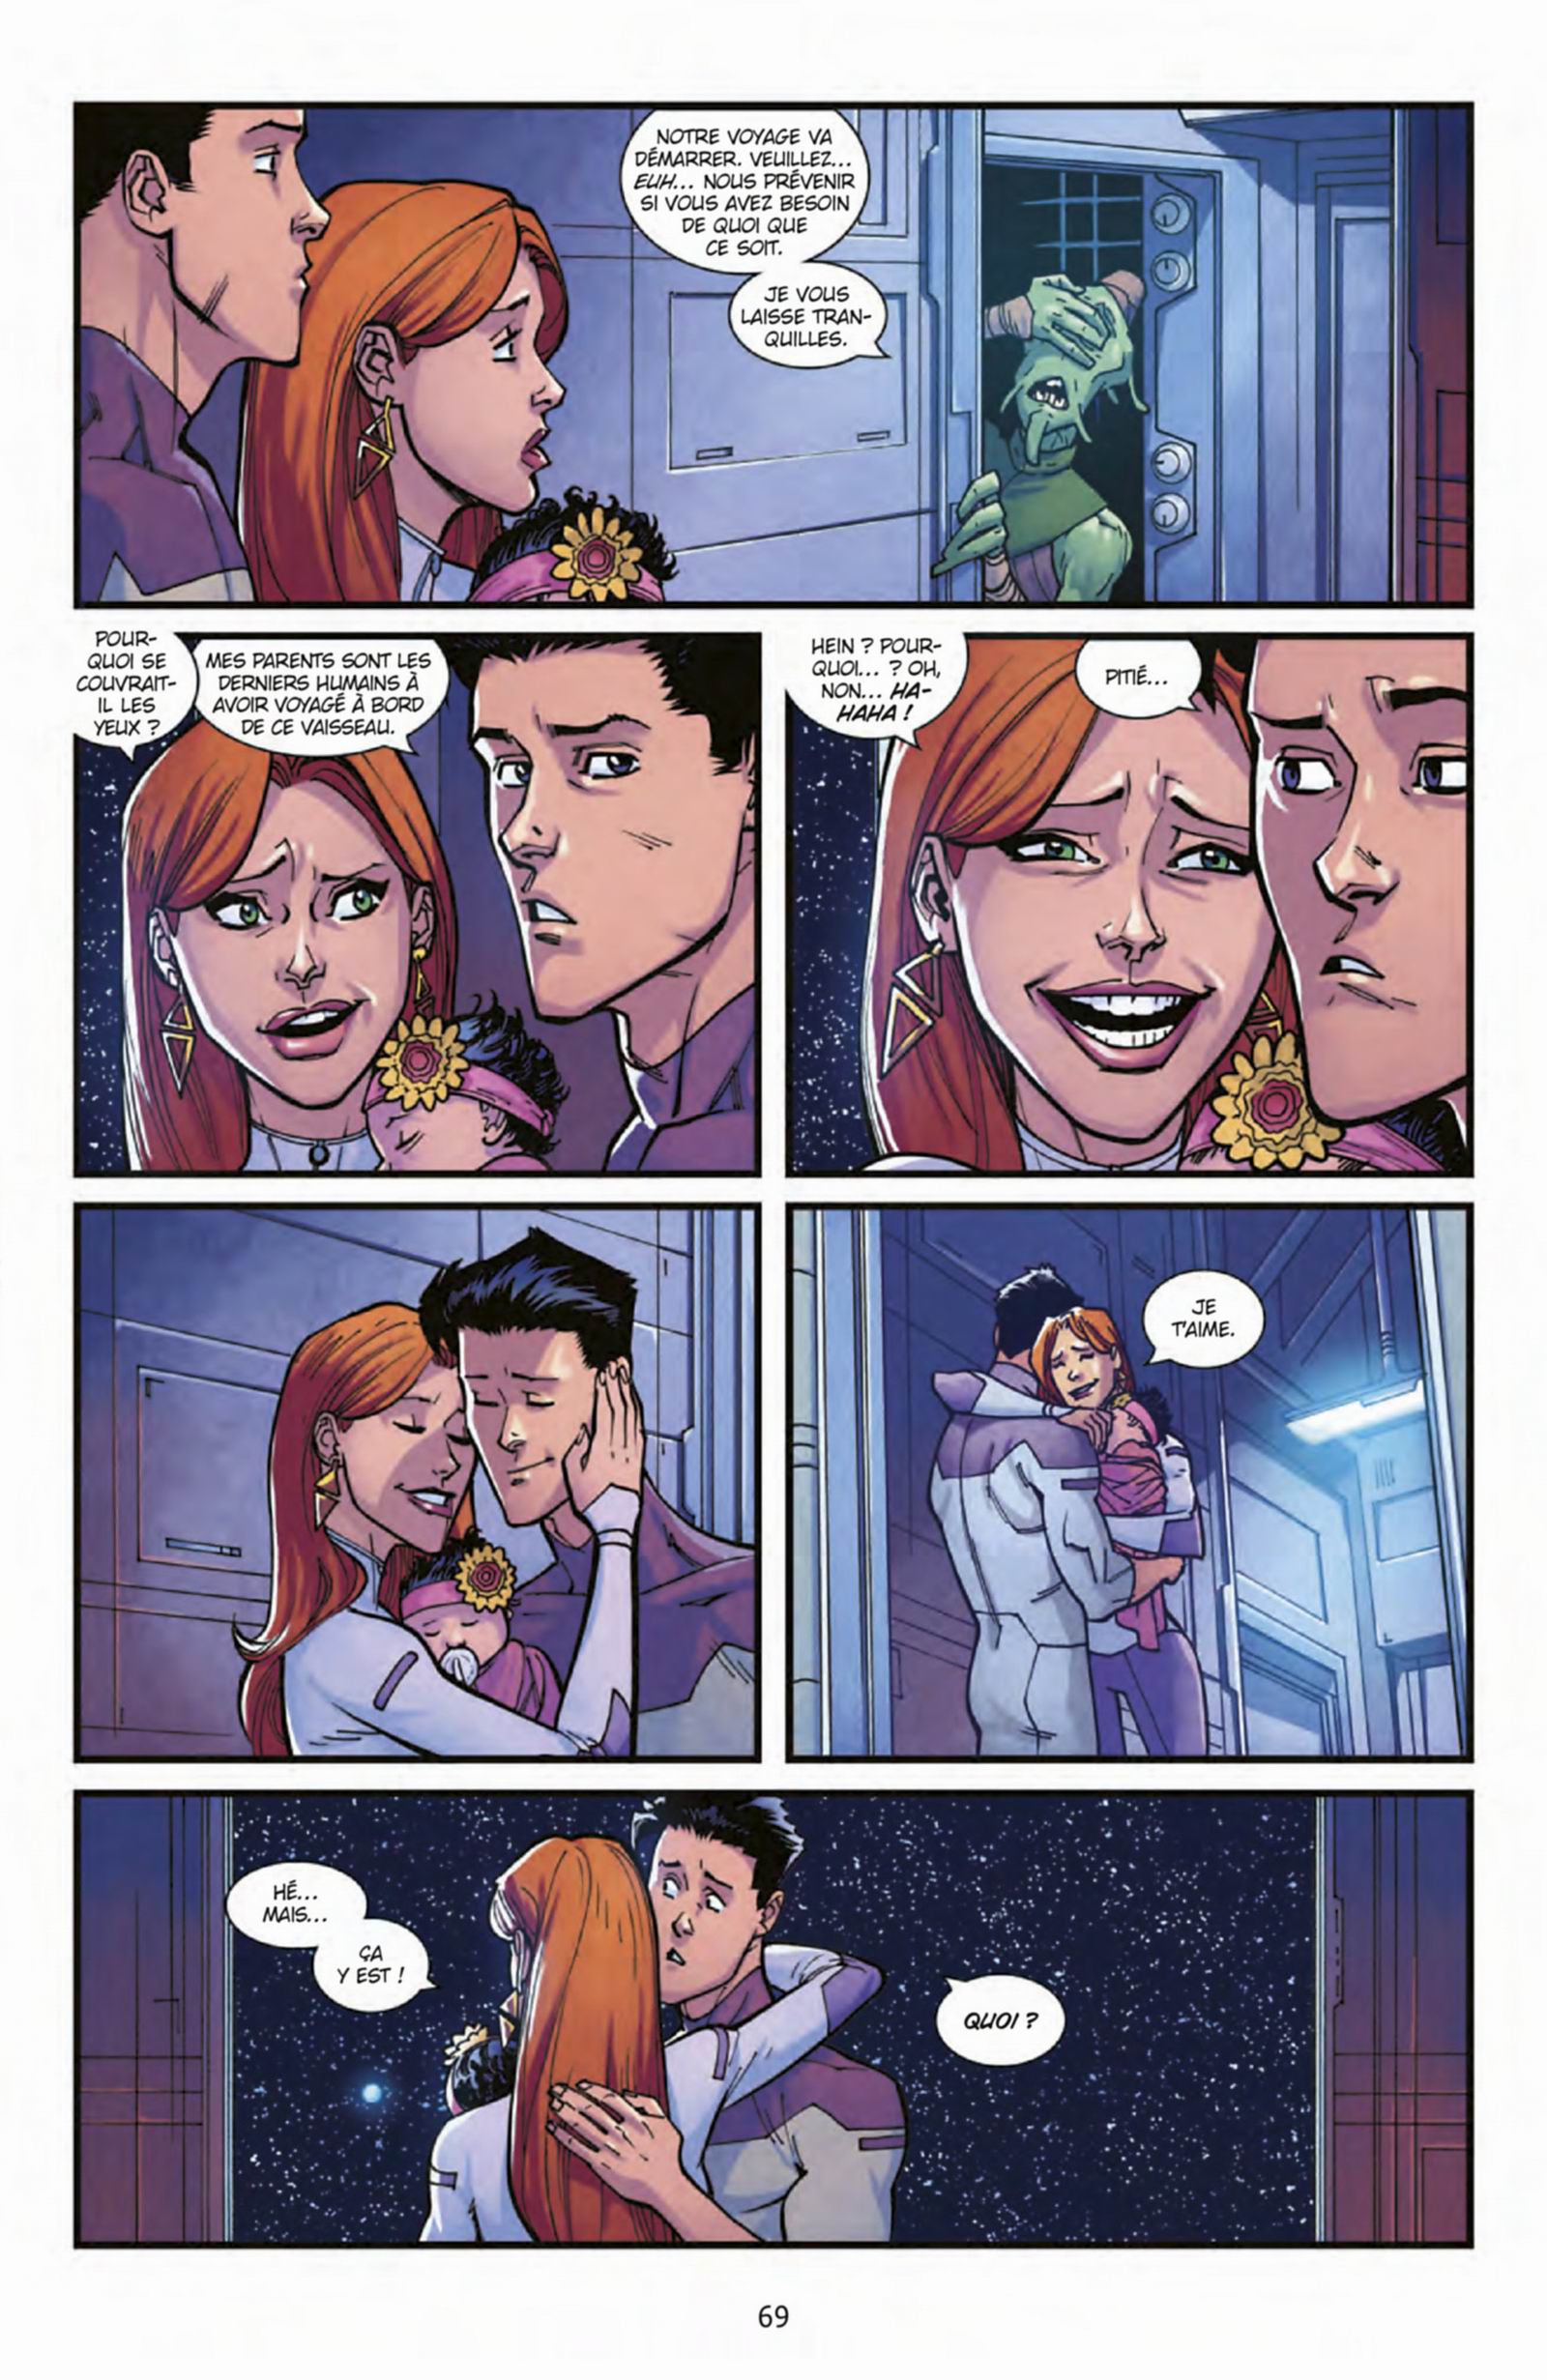 NOTRE VOYAGE VA
DÉMARRER. VEUILLEZ...
EUH... NOUS PRÉVENIR
SI VOUS AVEZ BESOIN
DE QUOI QUE
CE SOIT.
JE VOUS
LAISSE TRAN-
QUILLES.
POUR-
QUOI SE
COUVRAIT-
IL LES
YEUX ?
MES PARENTS SONT LES
DERNIERS HUMAINS À
AVOIR VOYAGÉ À BORD
DE CE VAISSEAU.
HEIN ? POUR-
QUOI... ? OH,
NON... HA-
HAHA !
PITIÉ...
JE
T'AIME.
HÉ...
MAIS...
ÇA
Y EST !
QUOI ?
69